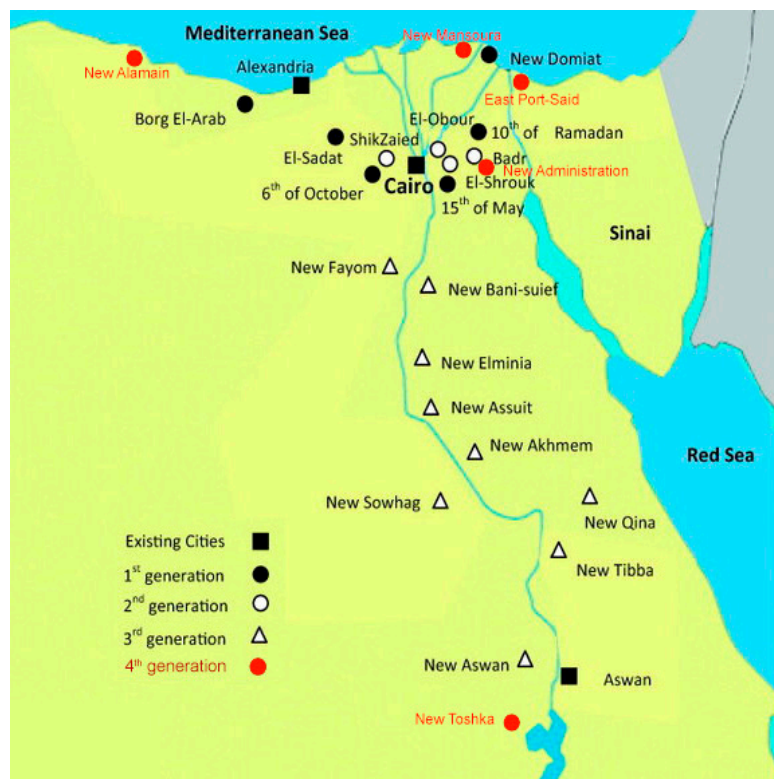 Mediterranean Sea
New Mansoura
New Domiat
New Alamain
Alexandria
East Port-Said
Borg El-Arab
El-Obour
10th of Ramadan
ShikZaied
El-Sadat
Badr
New Administration
Cairo
El-Shrouk
6th of October
15th of May
Sinai
New Fayom
New Bani-suief
New Elminia
New Assuit
New Akhmem
Red Sea
New Sowhag
New Qina
Existing Cities
New Tibba
1st generation
2nd generation
3rd generation
4th generation
New Aswan
Aswan
New Toshka